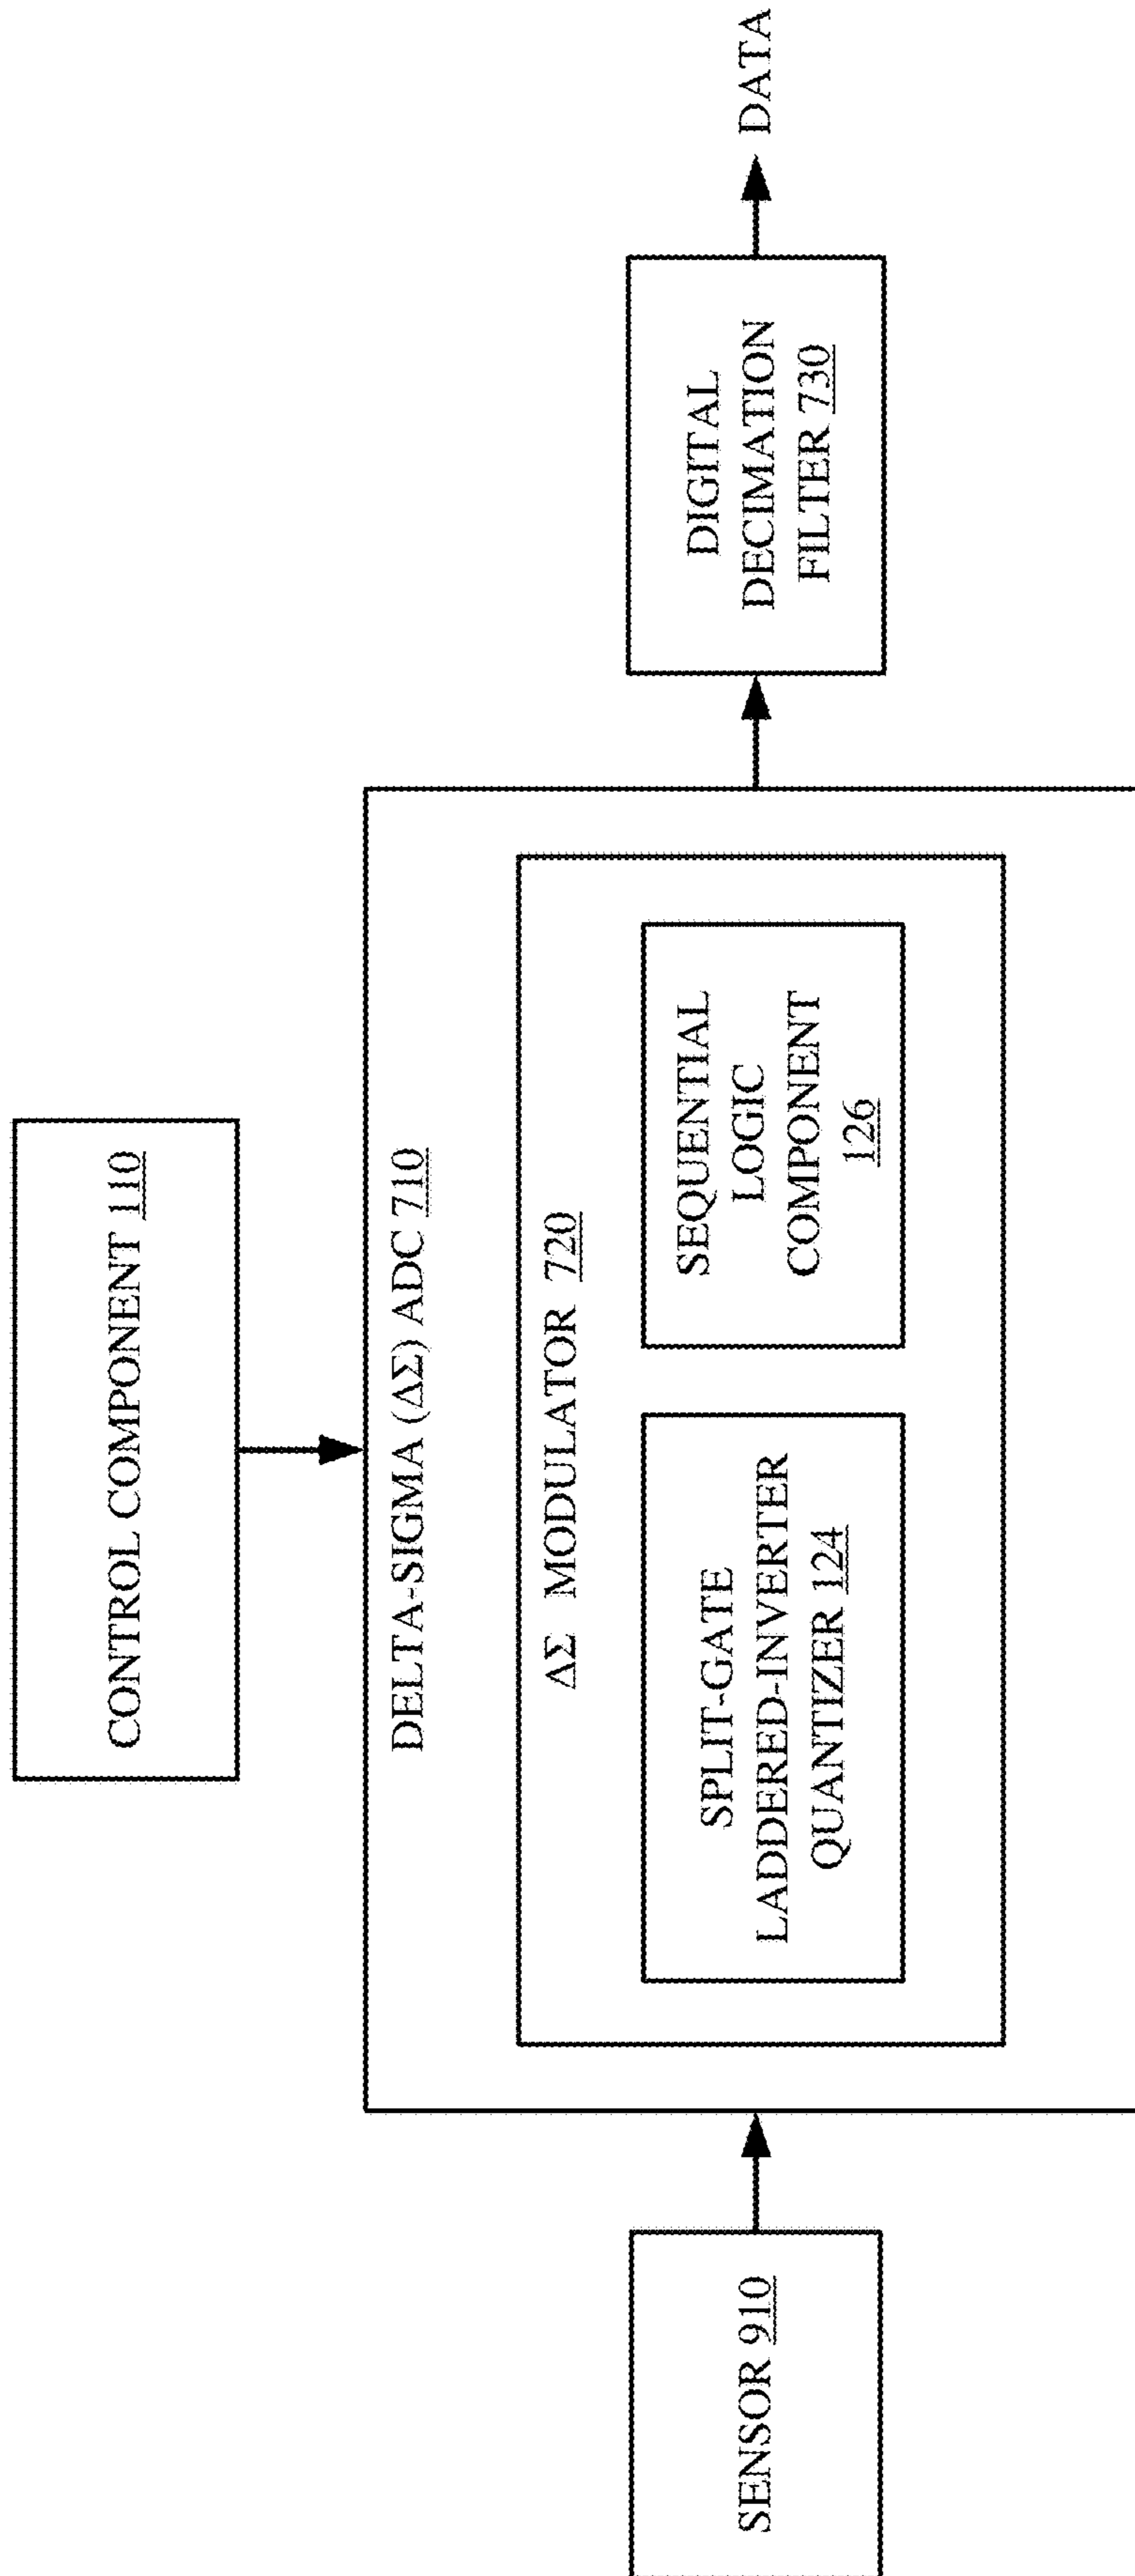 CONTROL COMPONENT 110
DELTA-SIGMA (ΔΣ) ADC 710
ΔΣ MODULATOR 720
SENSOR 910
SPLIT-GATE
LADDERED-INVERTER
QUANTIZER 124
SEQUENTIAL
LOGIC
COMPONENT
126
DIGITAL
DECIMATION
FILTER 730
DATA